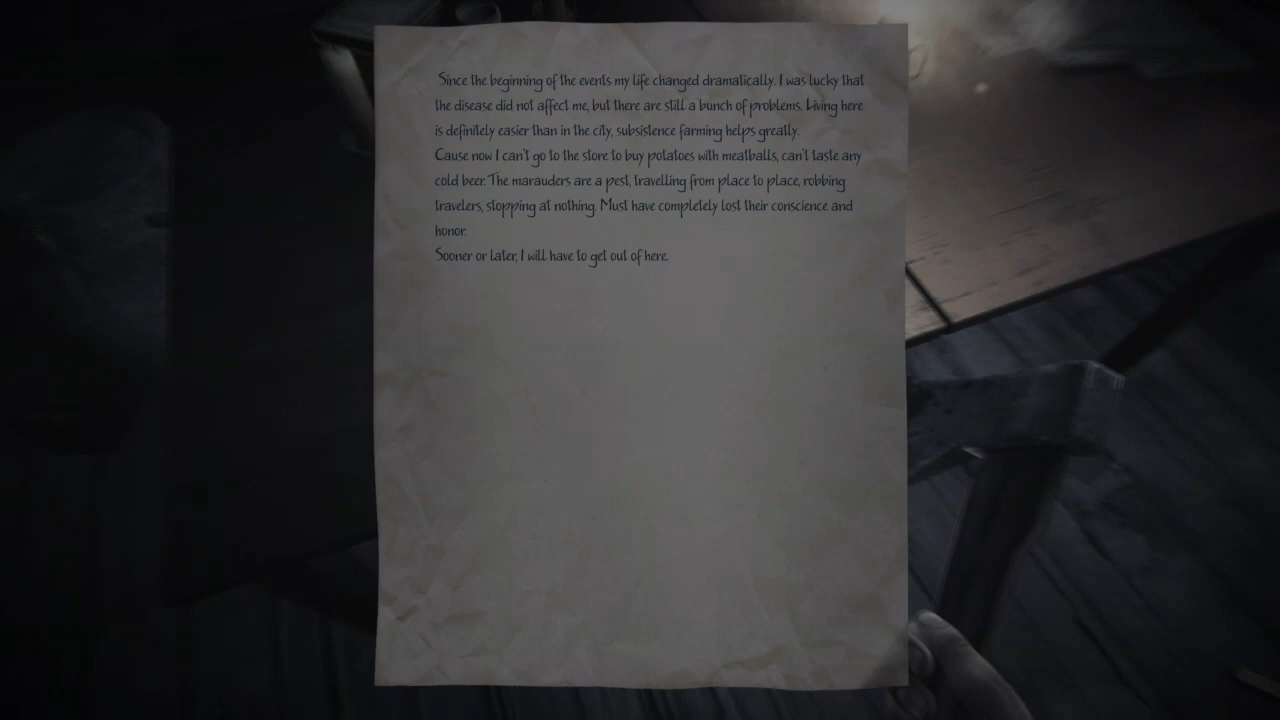 Since the beginning of the events my life changed dramatically. I was lucky that
the disease did not affect me, but there are still a bunch of problems. Living here
is definitely easier than in the city, subsistence farming helps greatly.
Cause now I can't go to the store to buy potatoes with meatballs, can't taste any
cold beer. The marauders are a pest, travelling from place to place, robbing
travelers, stopping at nothing. Must have completely lost their conscience and
honor.
Sooner or later, I will have to get out of here.